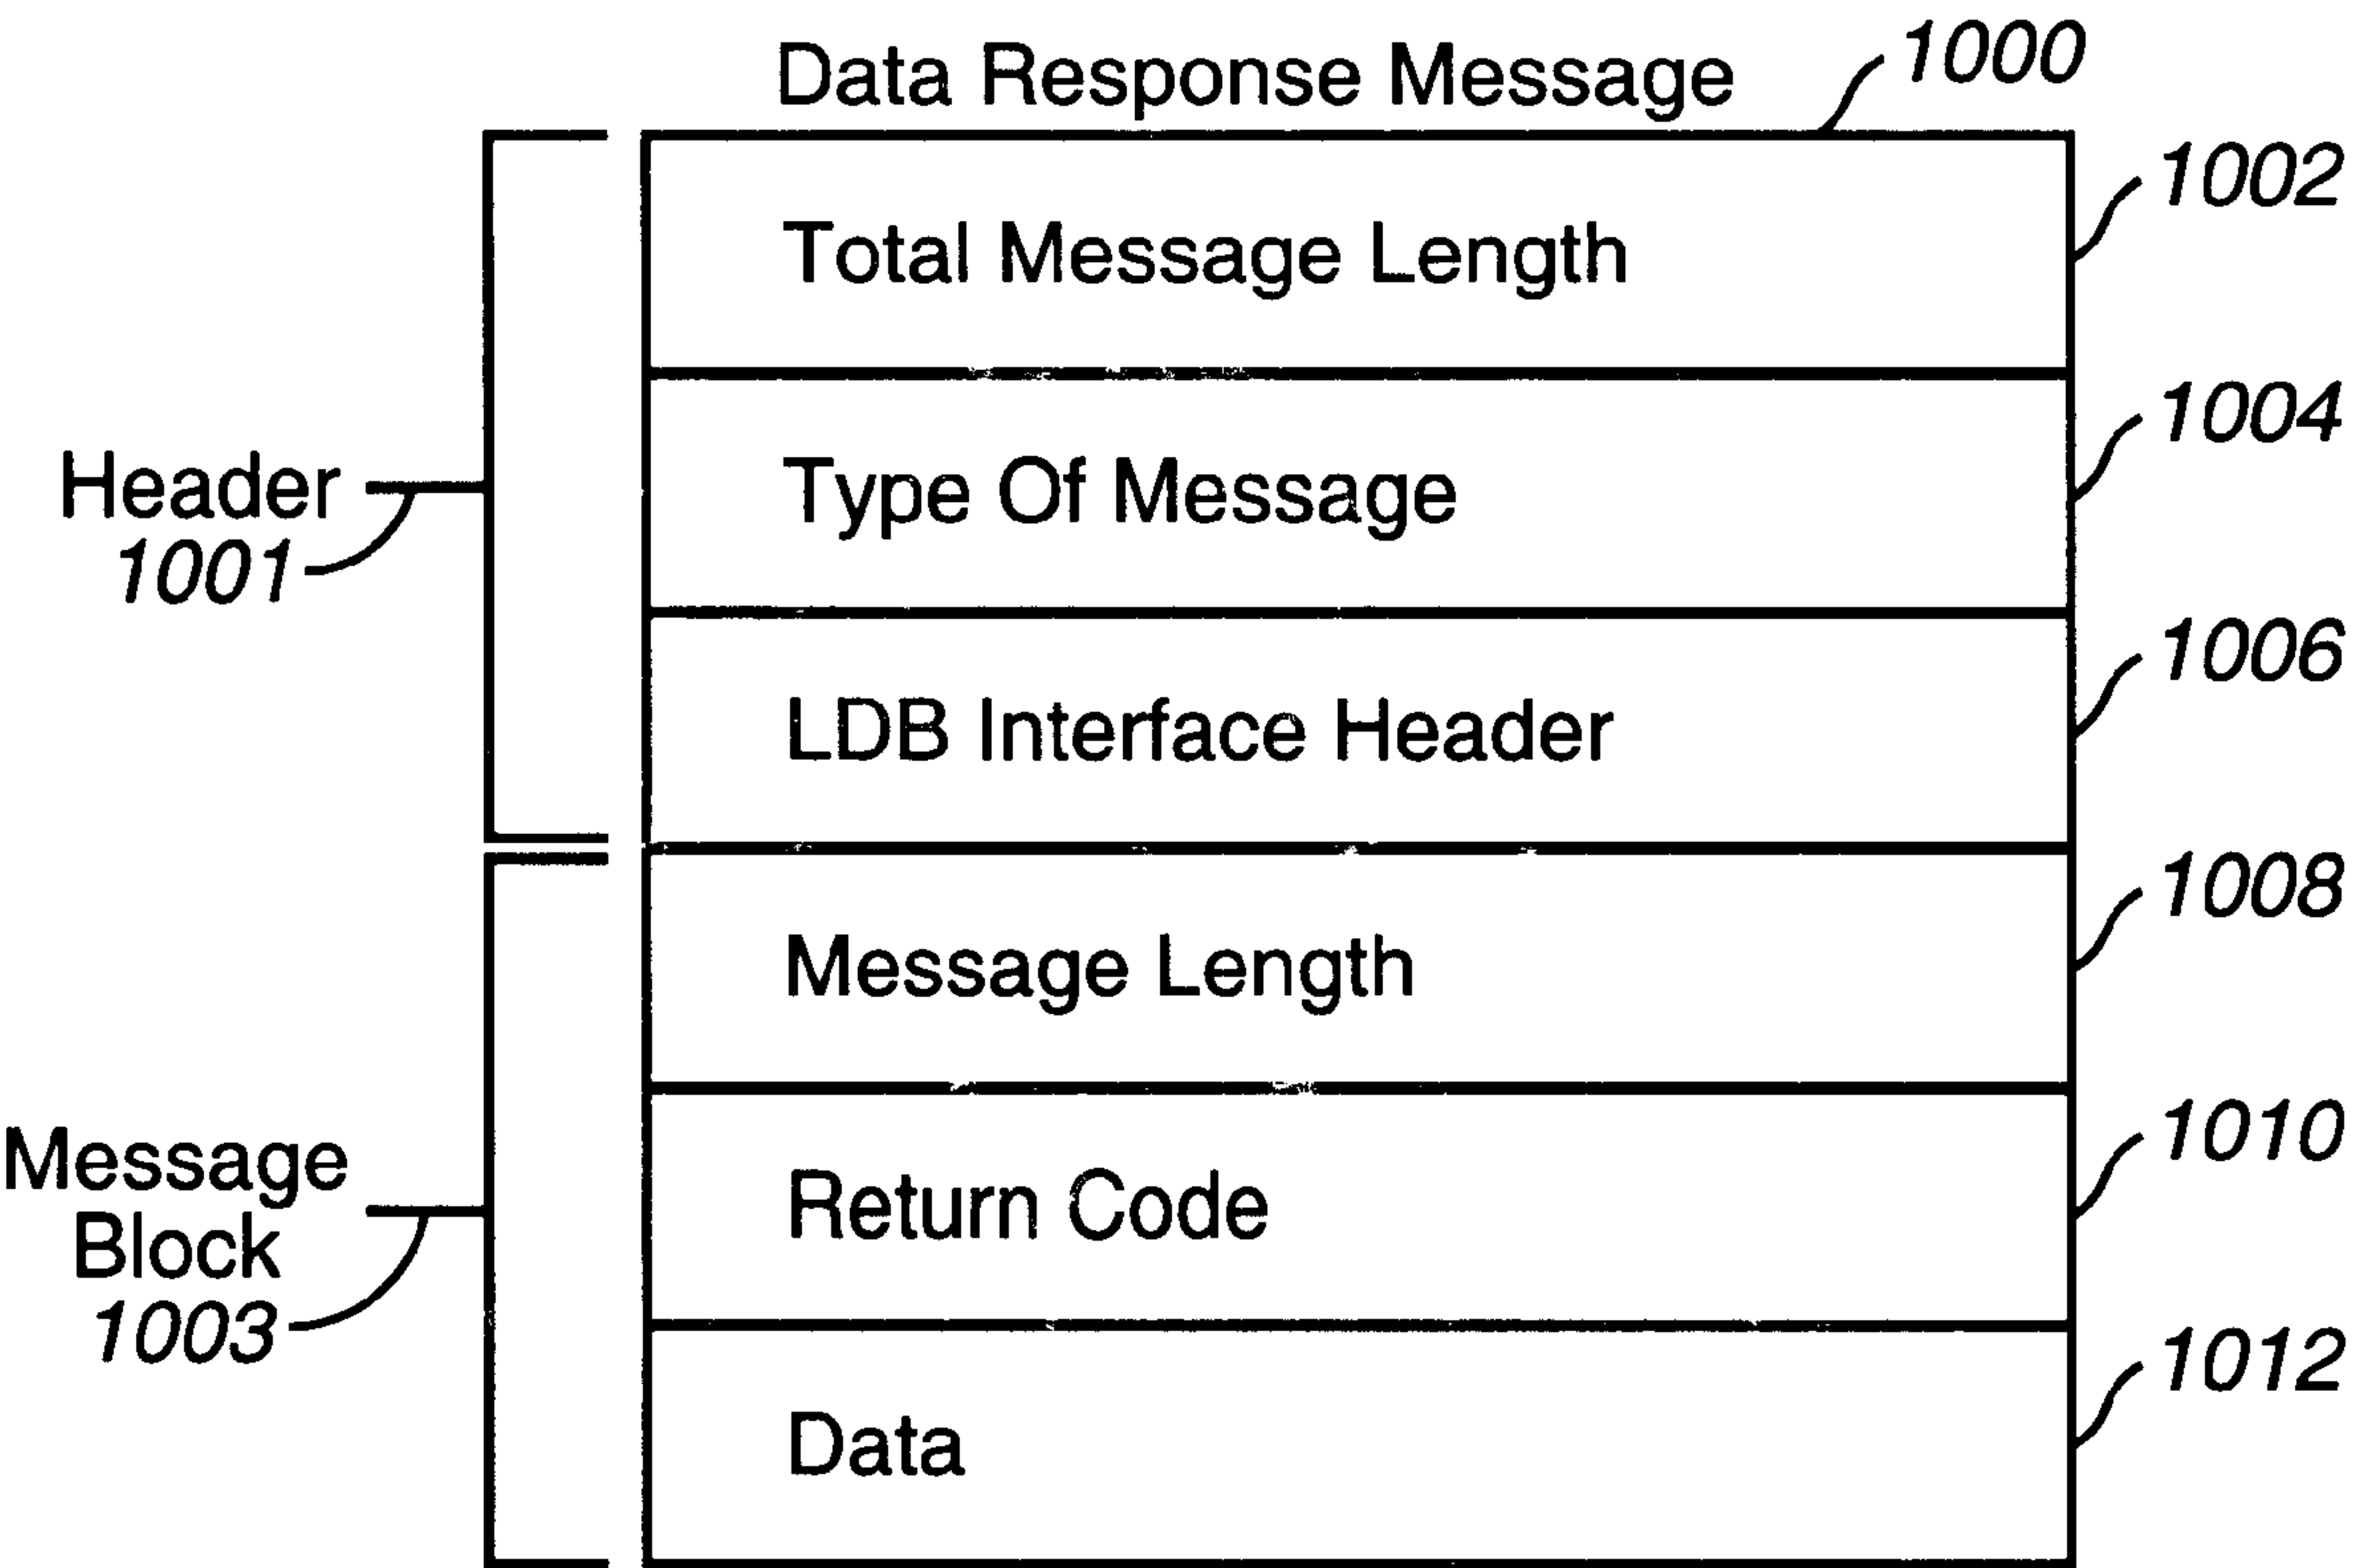 Data Response Message 1000
1002
Total Message Length
1004
Type Of Message
Header
1001
1006
LDB Interface Header
1008
Message Length
1010
Message
Block
1003
Return Code
1012
Data